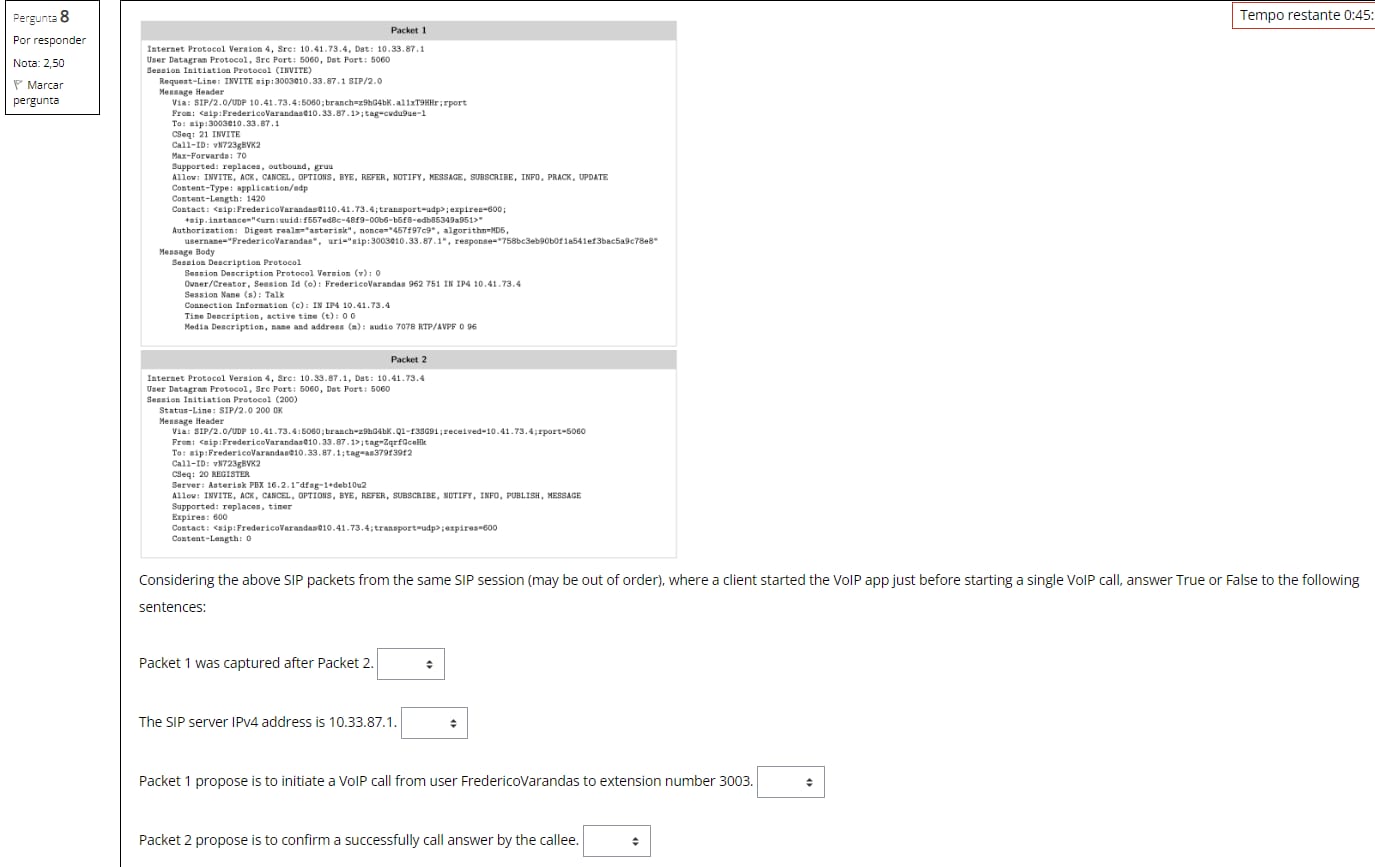 Pergunta 8
Por responder
Nota: 2,50
Marcar
pergunta
Tempo restante 0:45:
Packet 1
Internet Protocol Version 4, Src: 10.41.73.4, Dst: 10.33.87.1
User Datagram Protocol, Src Port: 5060, Dst Port: 5060
Session Initiation Protocol (INVITE)
Request-Line: INVITE sip:3003@10.33.87.1 SIP/2.0
Message Header
Via: SIP/2.0/UDP 10.41.73.4:5060;branch=z9hG4bK.al1xT9HHr;rport
From: <sip:FredericoVarandas@10.33.87.1>;tag=cwdu9ue-l
To: sip:3003@10.33.87.1
CSeq: 21 INVITE
Call-ID: vN723gBVK2
Max-Forwards: 70
Supported: replaces, outbound, gruu
Allow: INVITE, ACK, CANCEL, OPTIONS, BYE, REFER, NOTIFY, MESSAGE, SUBSCRIBE, INFO, PRACK, UPDATE
Content-Type: application/sdp
Content-Length: 1420
Contact: <sip:FredericoVarandas@110.41.73.4;transport=udp>;expires=600;
+sip.instance="<urn:uuid:f557ed8c-48f9-00b6-b5f8-edb85349a951>"
Authorization: Digest realm="asterisk", nonce="457f97c9", algorithm=MD5,
username="FredericoVarandas", uri="sip:3003@10.33.87.1", response="758bc3eb90b0f1a541ef3bac5a9c78e8"
Message Body
Session Description Protocol
Session Description Protocol Version (v): 0
Owner/Creator, Session Id (o): FredericoVarandas 962 751 IN IP4 10.41.73.4
Session Name (s): Talk
Connection Information (c): IN IP4 10.41.73.4
Time Description, active time (t): 0 0
Media Description, name and address (m): audio 7078 RTP/AVPF 0 96
Packet 2
Internet Protocol Version 4, Src: 10.33.87.1, Dst: 10.41.73.4
User Datagram Protocol, Src Port: 5060, Dst Port: 5060
Session Initiation Protocol (200)
Status-Line: SIP/2.0 200 OK
Message Header
Via: SIP/2.0/UDP 10.41.73.4:5060;branch=z9hG4bK.Q1-f3SG9i;received=10.41.73.4;rport=5060
From: <sip:FredericoVarandas@10.33.87.1>;tag=ZqrfGceHk
To: sip:FredericoVarandas@10.33.87.1;tag=as379f39f2
Call-ID: vN723gBVK2
CSeq: 20 REGISTER
Server: Asterisk PBX 16.2.1~dfsg-1+deb10u2
Allow: INVITE, ACK, CANCEL, OPTIONS, BYE, REFER, SUBSCRIBE, NOTIFY, INFO, PUBLISH, MESSAGE
Supported: replaces, timer
Expires: 600
Contact: <sip:FredericoVarandas@10.41.73.4;transport=udp>;expires=600
Content-Length: 0
Considering the above SIP packets from the same SIP session (may be out of order), where a client started the VoIP app just before starting a single VoIP call, answer True or False to the following
sentences:
Packet 1 was captured after Packet 2.
The SIP server IPv4 address is 10.33.87.1.
Packet 1 propose is to initiate a VoIP call from user FredericoVarandas to extension number 3003.
Packet 2 propose is to confirm a successfully call answer by the callee.